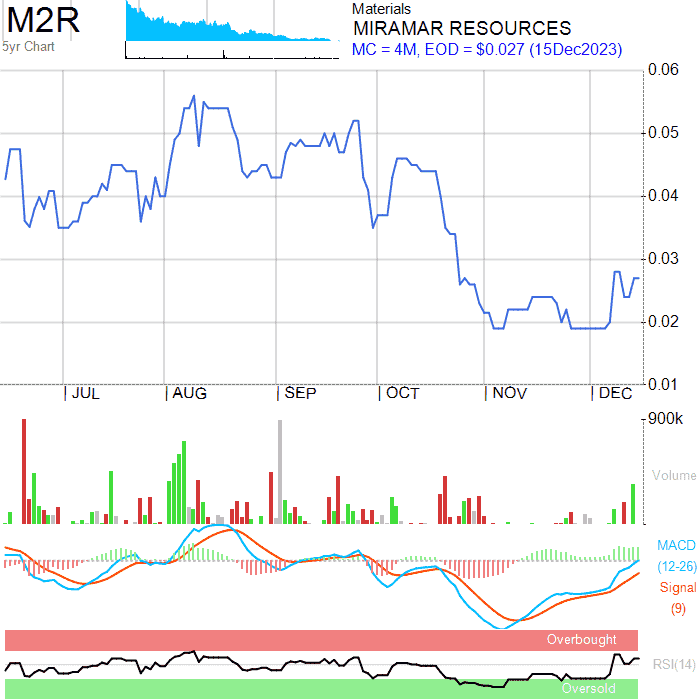 M2R
5yr Chart
Materials
MIRAMAR RESOURCES
MC = 4M, EOD = $0.027 (15Dec2023)
0.06
0.05
0.04
0.03
0.02
0.01
JUL
AUG
SEP
OCT
NOV
DEC
900k
Volume
MACD
(12-26)
Signal
(9)
Overbought
RSI(14)
Oversold